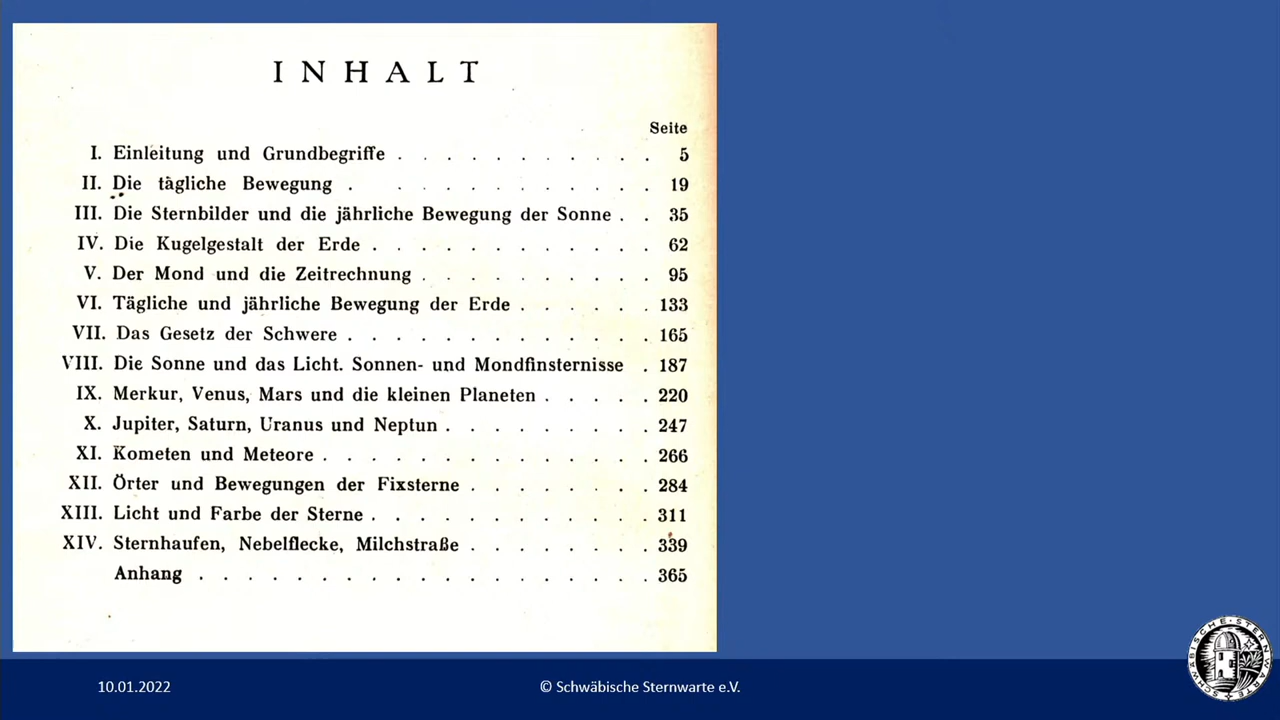 INHALT
Seite
I. Einleitung und Grundbegriffe . . . . . . . . . . . 5
II. Die tägliche Bewegung . . . . . . . . . . . . 19
III. Die Sternbilder und die jährliche Bewegung der Sonne . . 35
IV. Die Kugelgestalt der Erde . . . . . . . . . . . . 62
V. Der Mond und die Zeitrechnung . . . . . . . . . . 95
VI. Tägliche und jährliche Bewegung der Erde . . . . . . 133
VII. Das Gesetz der Schwere . . . . . . . . . . . . . 165
VIII. Die Sonne und das Licht. Sonnen- und Mondfinsternisse . 187
IX. Merkur, Venus, Mars und die kleinen Planeten . . . . . 220
X. Jupiter, Saturn, Uranus und Neptun . . . . . . . . . 247
XI. Kometen und Meteore . . . . . . . . . . . . . . 266
XII. Örter und Bewegungen der Fixsterne . . . . . . . . 284
XIII. Licht und Farbe der Sterne . . . . . . . . . . . . 311
XIV. Sternhaufen, Nebelflecke, Milchstraße . . . . . . . . 339
Anhang . . . . . . . . . . . . . . . . . . . 365
10.01.2022
© Schwäbische Sternwarte e.V.
SCHWÄBISCHE · STERNWARTE